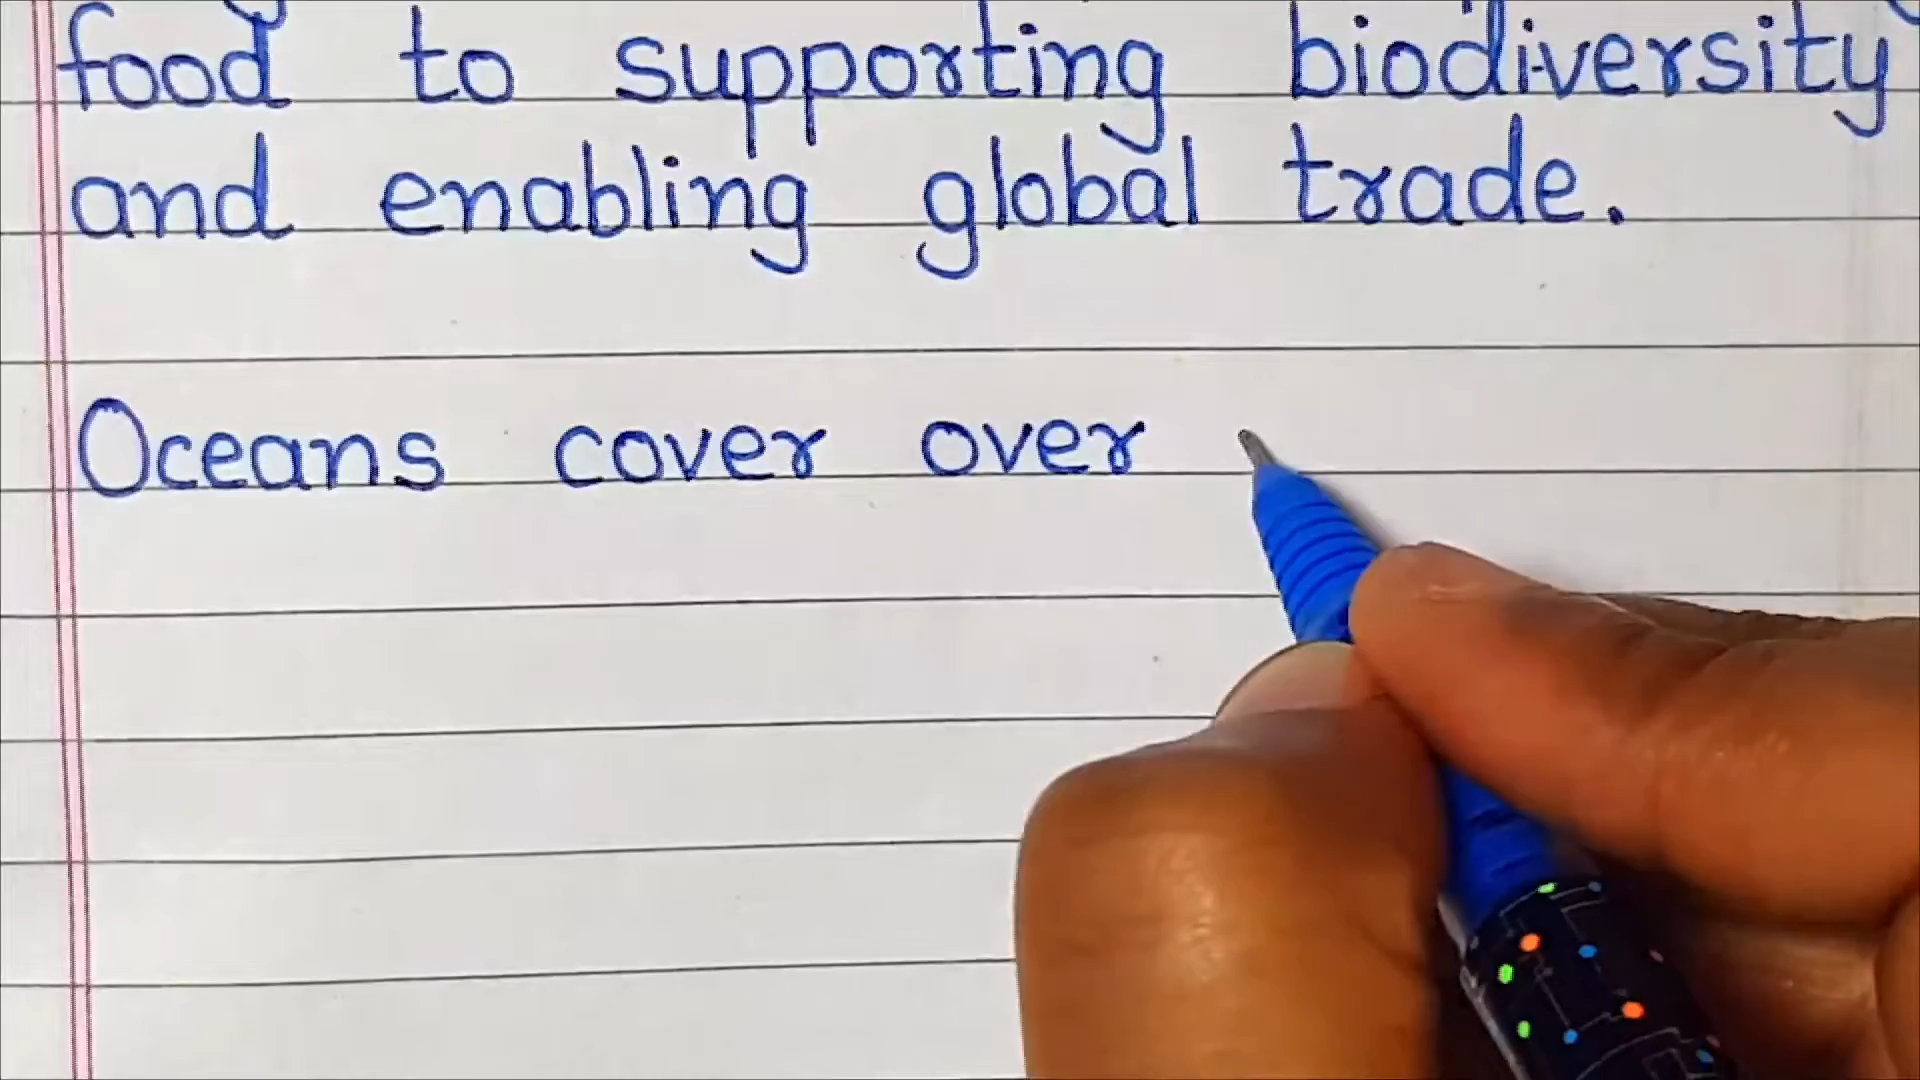 food to supporting biodiversity
and enabling global trade.
Oceans cover over